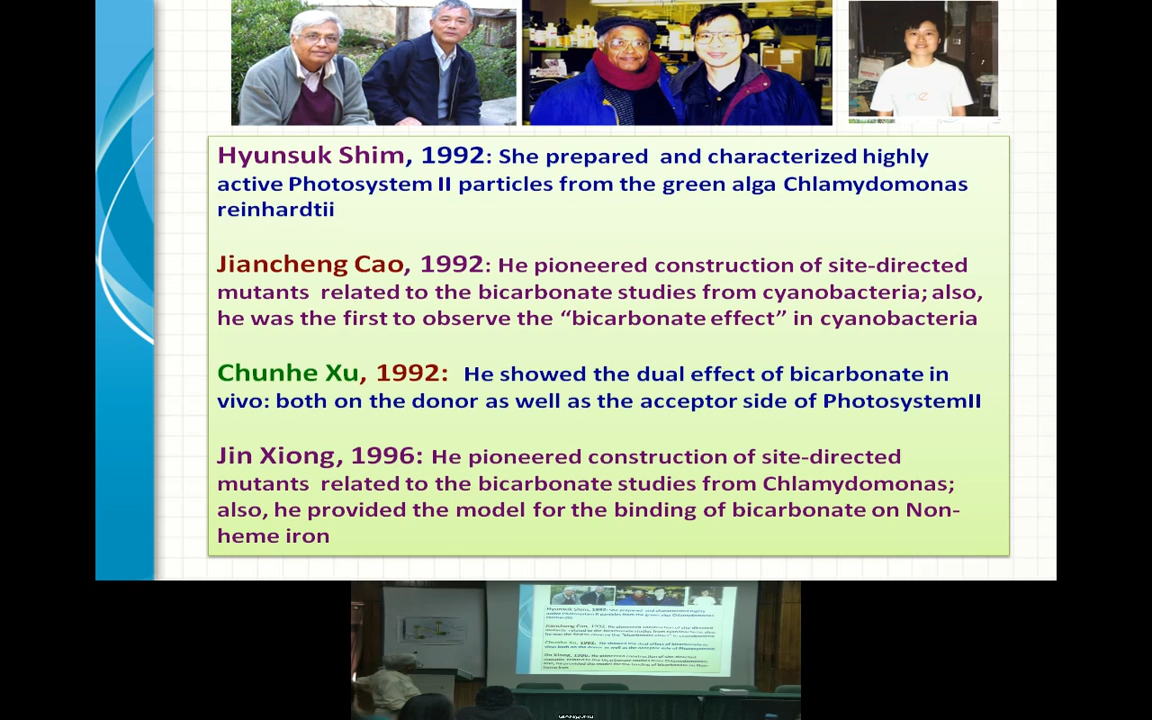 Hyunsuk Shim, 1992: She prepared and characterized highly
active Photosystem II particles from the green alga Chlamydomonas
reinhardtii
Jiancheng Cao, 1992: He pioneered construction of site-directed
mutants related to the bicarbonate studies from cyanobacteria; also,
he was the first to observe the “bicarbonate effect” in cyanobacteria
Chunhe Xu, 1992: He showed the dual effect of bicarbonate in
vivo: both on the donor as well as the acceptor side of PhotosystemII
Jin Xiong, 1996: He pioneered construction of site-directed
mutants related to the bicarbonate studies from Chlamydomonas;
also, he provided the model for the binding of bicarbonate on Non-
heme iron